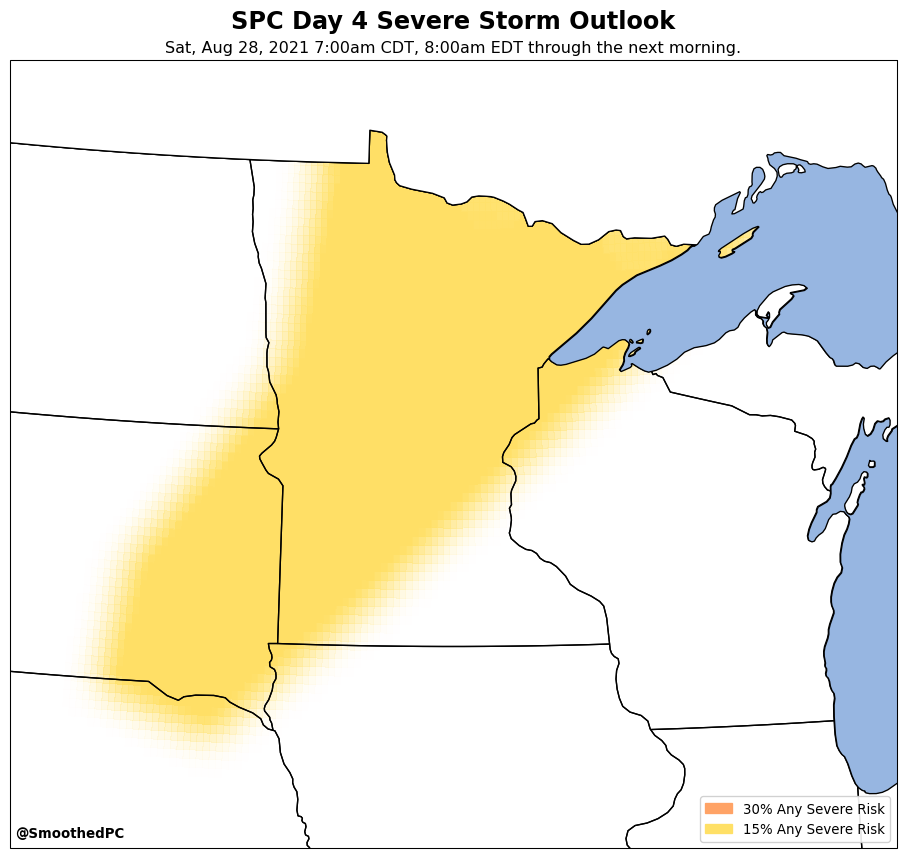 SPC Day 4 Severe Storm Outlook
Sat, Aug 28, 2021 7:00am CDT, 8:00am EDT through the next morning.
30% Any Severe Risk
15% Any Severe Risk
@SmoothedPC